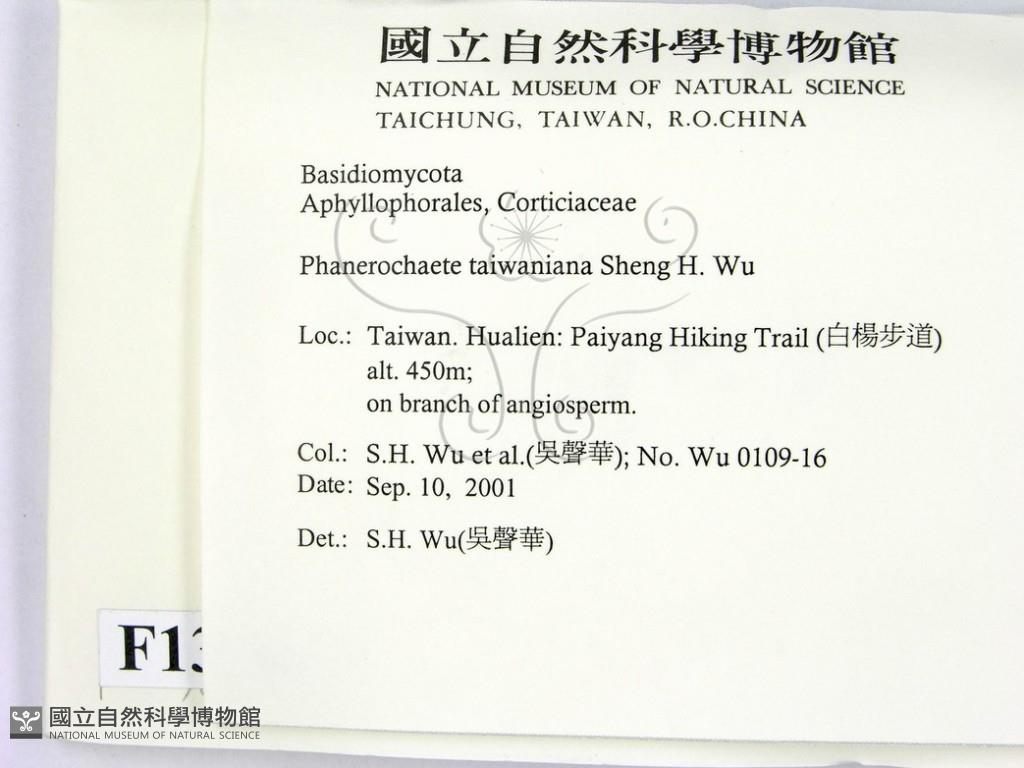 國立自然科學博物館
NATIONAL MUSEUM OF NATURAL SCIENCE
TAICHUNG, TAIWAN, R.O.CHINA
Basidiomycota
Aphyllophorales, Corticiaceae
Phanerochaete taiwaniana Sheng H. Wu
Loc.: Taiwan. Hualien: Paiyang Hiking Trail (白楊步道)
alt. 450m;
on branch of angiosperm.
Col.: S.H. Wu et al.(吳聲華); No. Wu 0109-16
Date: Sep. 10, 2001
Det.: S.H. Wu(吳聲華)
國立自然科學博物館
NATIONAL MUSEUM OF NATURAL SCIENCE